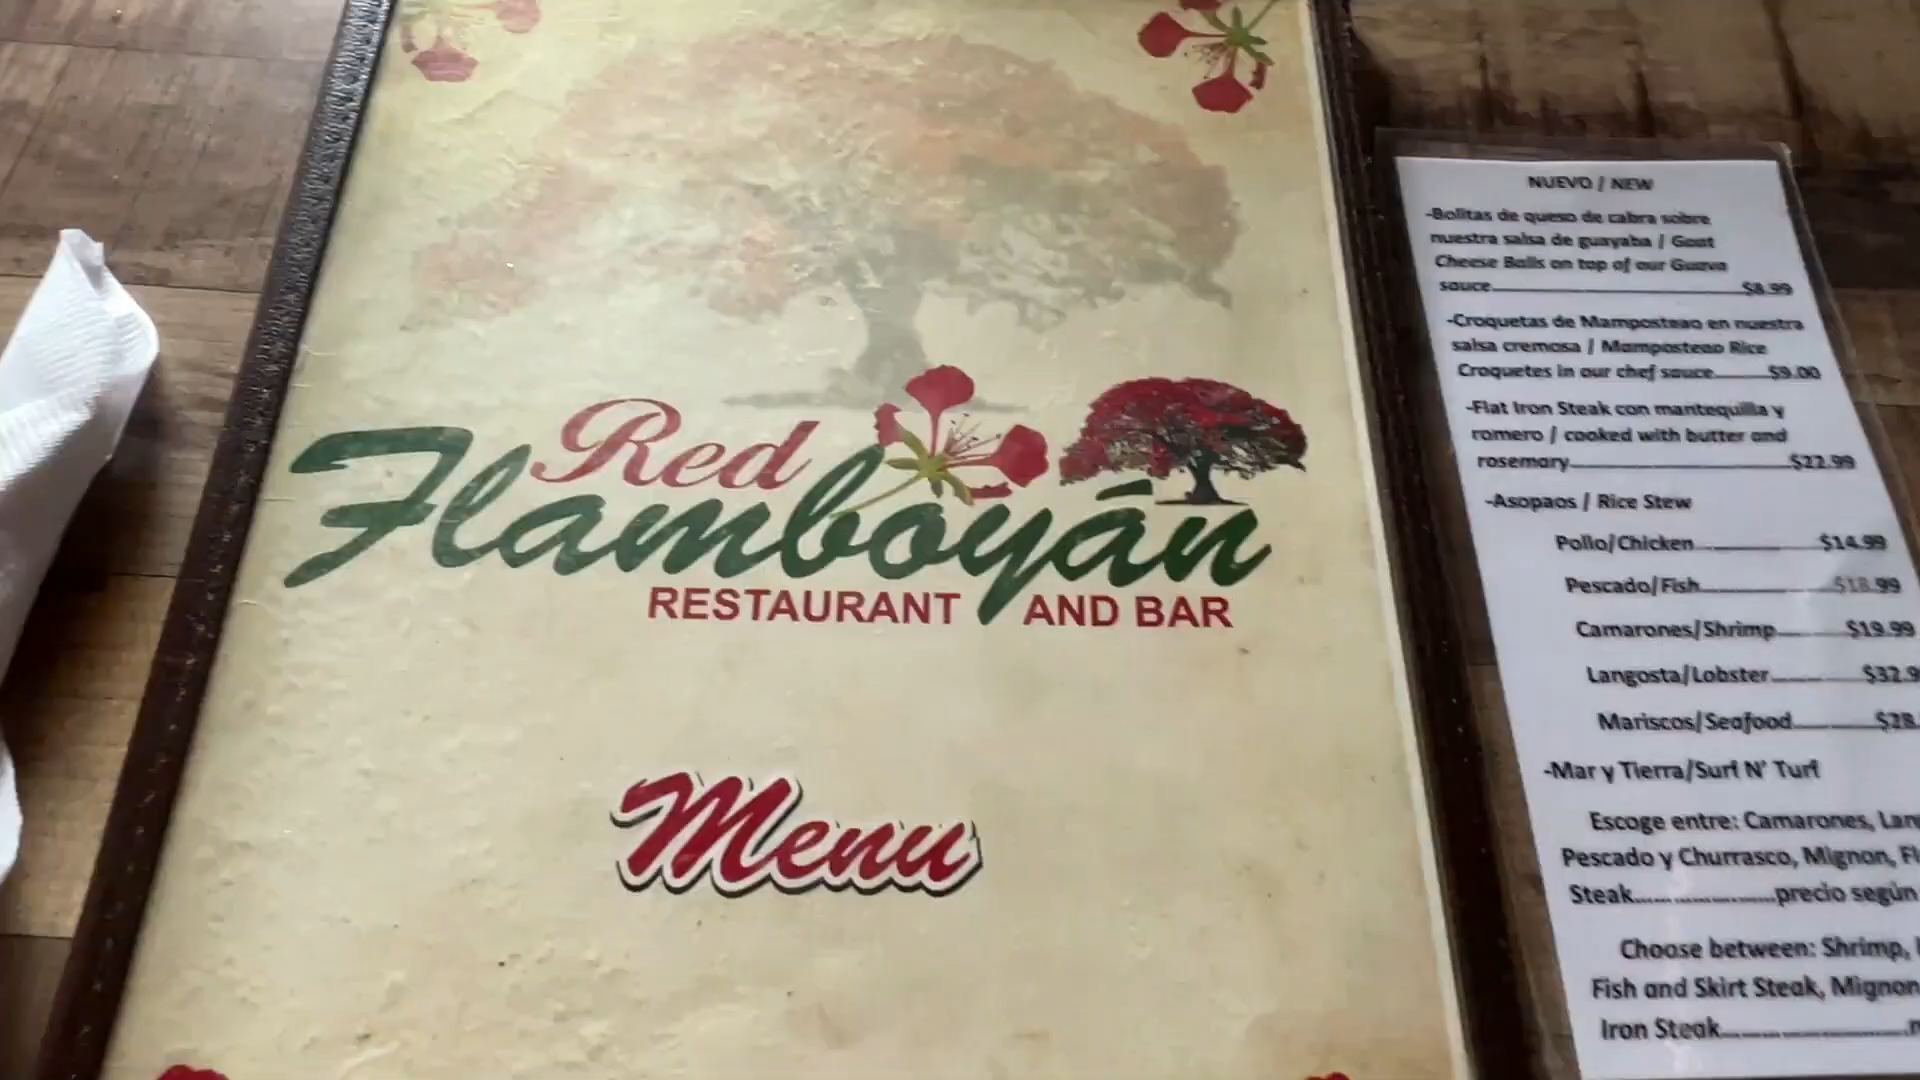 Red
Flamboyán
RESTAURANT AND BAR
Menu
NUEVO / NEW
-Bolitas de queso de cabra sobre
nuestra salsa de guayaba / Goat
Cheese Balls on top of our Guava
sauce $8.99
-Croquetas de Mamposteao en nuestra
salsa cremosa / Mamposteao Rice
Croquetes in our chef sauce $9.00
-Flat Iron Steak con mantequilla y
romero / cooked with butter and
rosemary $22.99
-Asopaos / Rice Stew
Pollo/Chicken $14.99
Pescado/Fish $18.99
Camarones/Shrimp $19.99
Langosta/Lobster $32.9
Mariscos/Seafood $28.
-Mar y Tierra/Surf N' Turf
Escoge entre: Camarones, Lan
Pescado y Churrasco, Mignon, Fl
Steak precio según
Choose between: Shrimp,
Fish and Skirt Steak, Mignon
Iron Steak